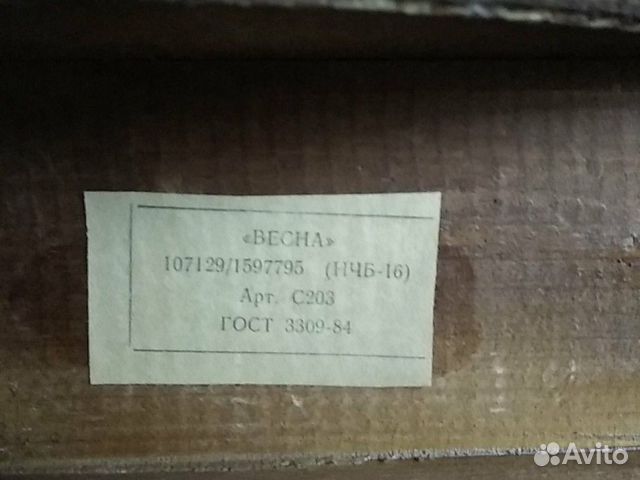 «ВЕСНА»
107129/1597795 (НЧБ-16)
Арт. С203
ГОСТ 3309-84
Avito